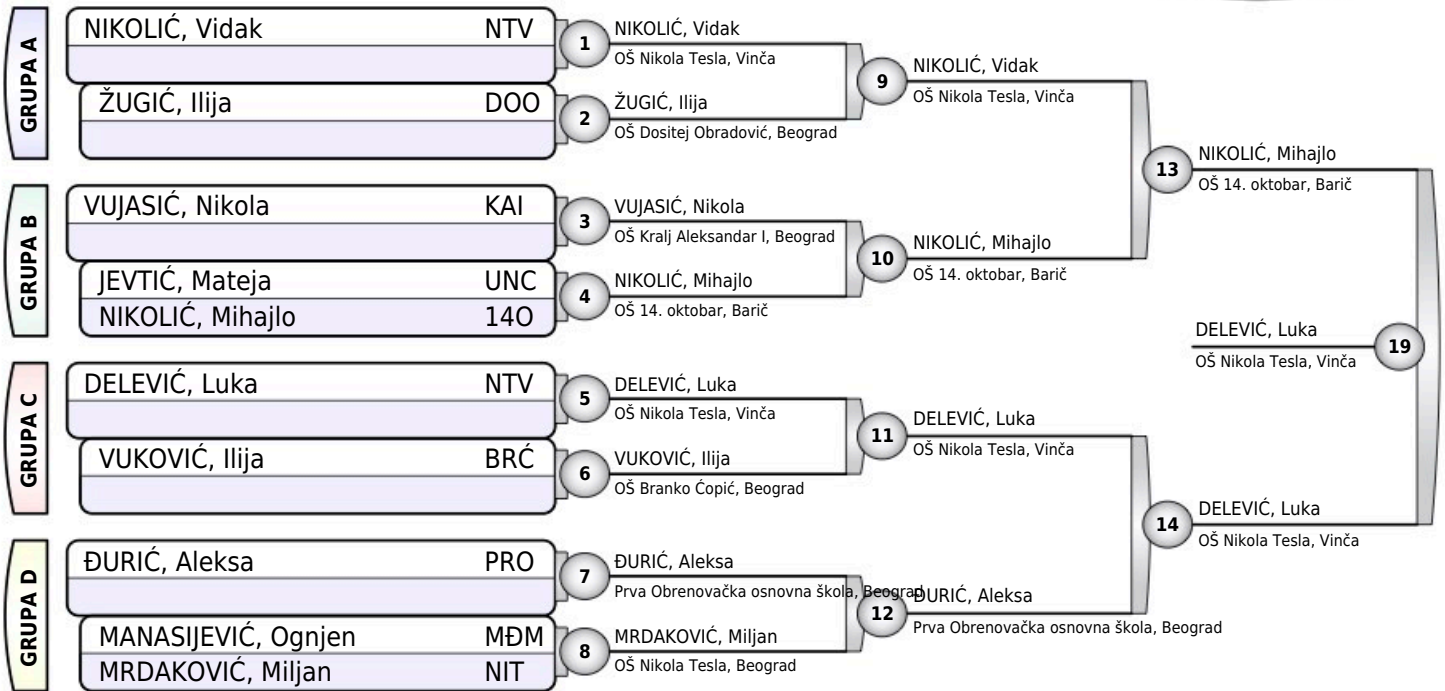 GRUPA A
NIKOLIĆ, Vidak NTV
ŽUGIĆ, Ilija DOO
GRUPA B
VUJASIĆ, Nikola KAI
JEVTIĆ, Mateja UNC
NIKOLIĆ, Mihajlo 14O
GRUPA C
DELEVIĆ, Luka NTV
VUKOVIĆ, Ilija BRĆ
GRUPA D
ĐURIĆ, Aleksa PRO
MANASIJEVIĆ, Ognjen MĐM
MRDAKOVIĆ, Miljan NIT
1 NIKOLIĆ, Vidak
OŠ Nikola Tesla, Vinča
2 ŽUGIĆ, Ilija
OŠ Dositej Obradović, Beograd
3 VUJASIĆ, Nikola
OŠ Kralj Aleksandar I, Beograd
4 NIKOLIĆ, Mihajlo
OŠ 14. oktobar, Barič
5 DELEVIĆ, Luka
OŠ Nikola Tesla, Vinča
6 VUKOVIĆ, Ilija
OŠ Branko Ćopić, Beograd
7 ĐURIĆ, Aleksa
Prva Obrenovačka osnovna škola, Beograd
8 MRDAKOVIĆ, Miljan
OŠ Nikola Tesla, Beograd
9 NIKOLIĆ, Vidak
OŠ Nikola Tesla, Vinča
10 NIKOLIĆ, Mihajlo
OŠ 14. oktobar, Barič
11 DELEVIĆ, Luka
OŠ Nikola Tesla, Vinča
12 ĐURIĆ, Aleksa
Prva Obrenovačka osnovna škola, Beograd
13 NIKOLIĆ, Mihajlo
OŠ 14. oktobar, Barič
14 DELEVIĆ, Luka
OŠ Nikola Tesla, Vinča
DELEVIĆ, Luka 19
OŠ Nikola Tesla, Vinča